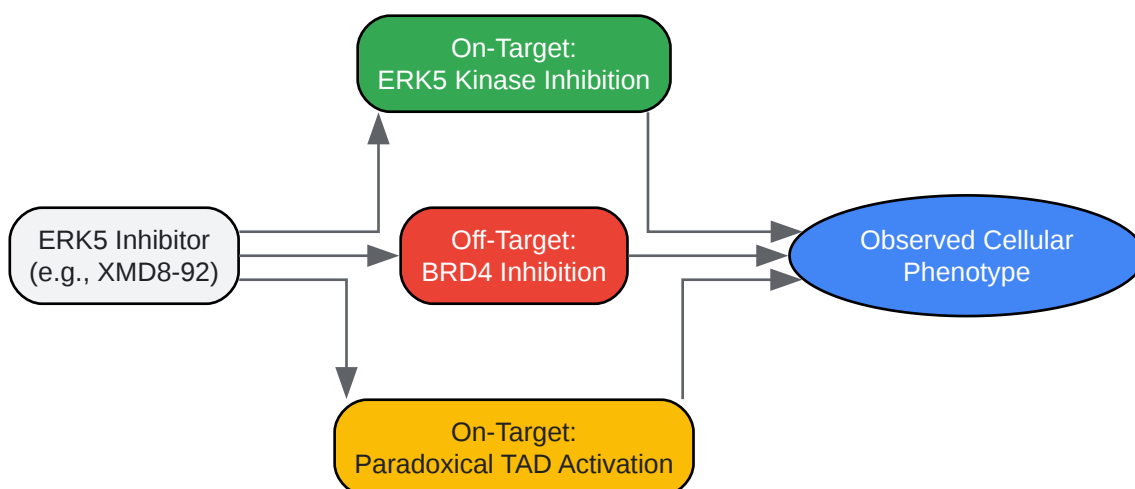 On-Target:
ERK5 Kinase Inhibition
ERK5 Inhibitor
(e.g., XMD8-92)
Off-Target:
BRD4 Inhibition
Observed Cellular
Phenotype
On-Target:
Paradoxical TAD Activation